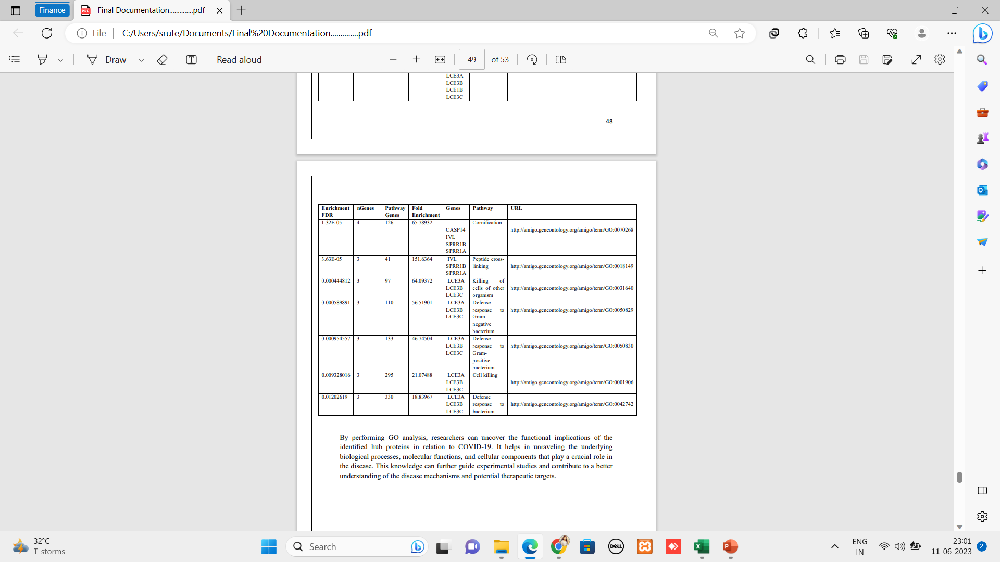 Finance
Final Documentation..............pdf
File
C:/Users/srute/Documents/Final%20Documentation..............pdf
Draw
Read aloud
49
of 53
LCE3A
LCE3B
LCE1B
LCE3C
48
Enrichment FDR nGenes Pathway Genes Fold Enrichment Genes Pathway URL
1.32E-05 4 126 65.78932 CASP14 IVL SPRR1B SPRR1A Cornification http://amigo.geneontology.org/amigo/term/GO:0070268
3.63E-05 3 41 151.6364 IVL SPRR1B SPRR1A Peptide cross-linking http://amigo.geneontology.org/amigo/term/GO:0018149
0.000444812 3 97 64.09372 LCE3A LCE3B LCE3C Killing of cells of other organism http://amigo.geneontology.org/amigo/term/GO:0031640
0.000589891 3 110 56.51901 LCE3A LCE3B LCE3C Defense response to Gram-negative bacterium http://amigo.geneontology.org/amigo/term/GO:0050829
0.000954557 3 133 46.74504 LCE3A LCE3B LCE3C Defense response to Gram-positive bacterium http://amigo.geneontology.org/amigo/term/GO:0050830
0.009328016 3 295 21.07488 LCE3A LCE3B LCE3C Cell killing http://amigo.geneontology.org/amigo/term/GO:0001906
0.01202619 3 330 18.83967 LCE3A LCE3B LCE3C Defense response to bacterium http://amigo.geneontology.org/amigo/term/GO:0042742
By performing GO analysis, researchers can uncover the functional implications of the
identified hub proteins in relation to COVID-19. It helps in unraveling the underlying
biological processes, molecular functions, and cellular components that play a crucial role in
the disease. This knowledge can further guide experimental studies and contribute to a better
understanding of the disease mechanisms and potential therapeutic targets.
32°C
T-storms
Search
DELL
ENG
IN
23:01
11-06-2023
2